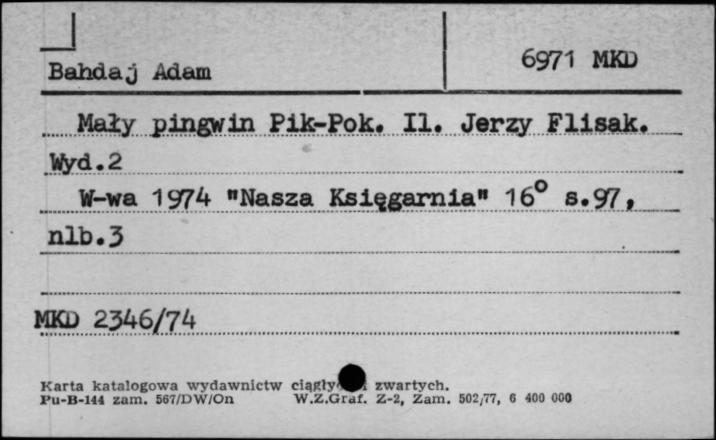 Bahdaj Adam 6971 MKD
Mały pingwin Pik-Pok. Il. Jerzy Flisak.
Wyd.2
W-wa 1974 "Nasza Księgarnia" 16° s.97,
nlb.3
MKD 2346/74
Karta katalogowa wydawnictw zwartych.
Pu-B-144 zam. 567/DW/On W.Z.Graf. Z-2, Zam. 502/77, 6 400 000